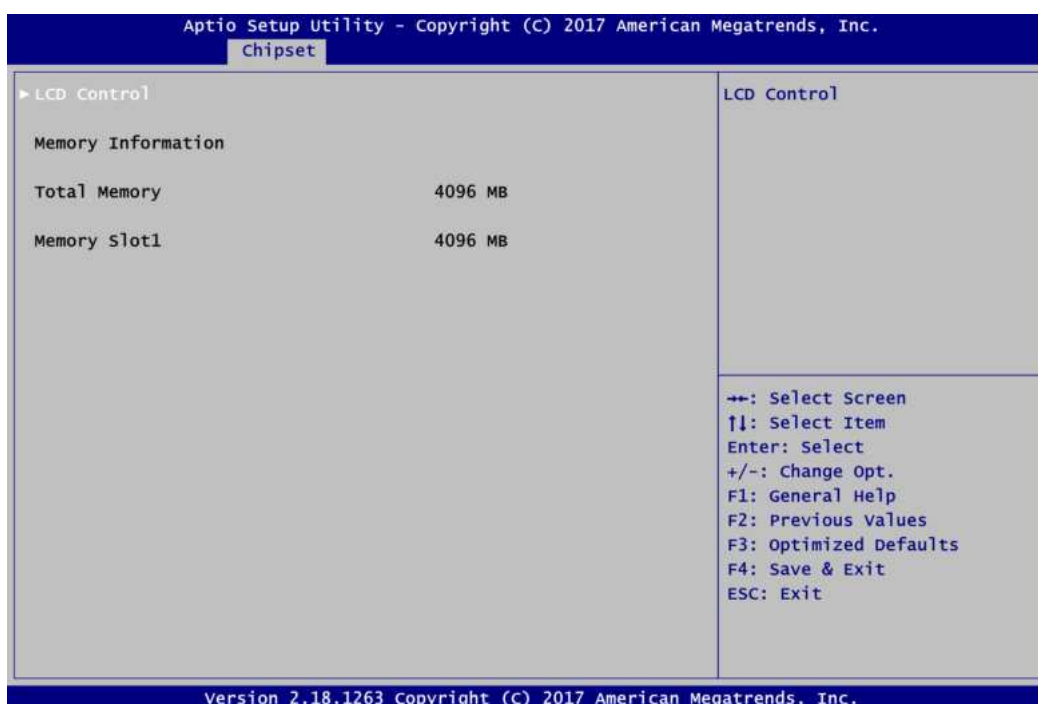 Aptio Setup Utility - Copyright (C) 2017 American Megatrends, Inc.
Chipset
►LCD Control
Memory Information
Total Memory 4096 MB
Memory Slot1 4096 MB
LCD Control
→←: Select Screen
↑↓: Select Item
Enter: Select
+/-: Change Opt.
F1: General Help
F2: Previous Values
F3: Optimized Defaults
F4: Save & Exit
ESC: Exit
Version 2.18.1263 Copyright (C) 2017 American Megatrends, Inc.